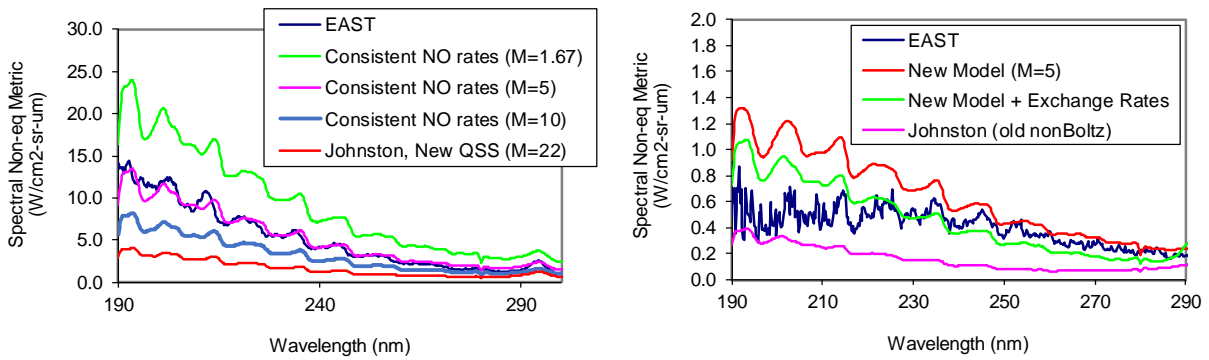 Spectral Non-eq Metric
(W/cm2-sr-um)
30.0
25.0
20.0
15.0
10.0
5.0
0.0
EAST
Consistent NO rates (M=1.67)
Consistent NO rates (M=5)
Consistent NO rates (M=10)
Johnston, New QSS (M=22)
190
240
290
Wavelength (nm)
Spectral Non-eq Metric
(W/cm2-sr-um)
2.0
1.8
1.6
1.4
1.2
1.0
0.8
0.6
0.4
0.2
0.0
EAST
New Model (M=5)
New Model + Exchange Rates
Johnston (old nonBoltz)
190
210
230
250
270
290
Wavelength (nm)